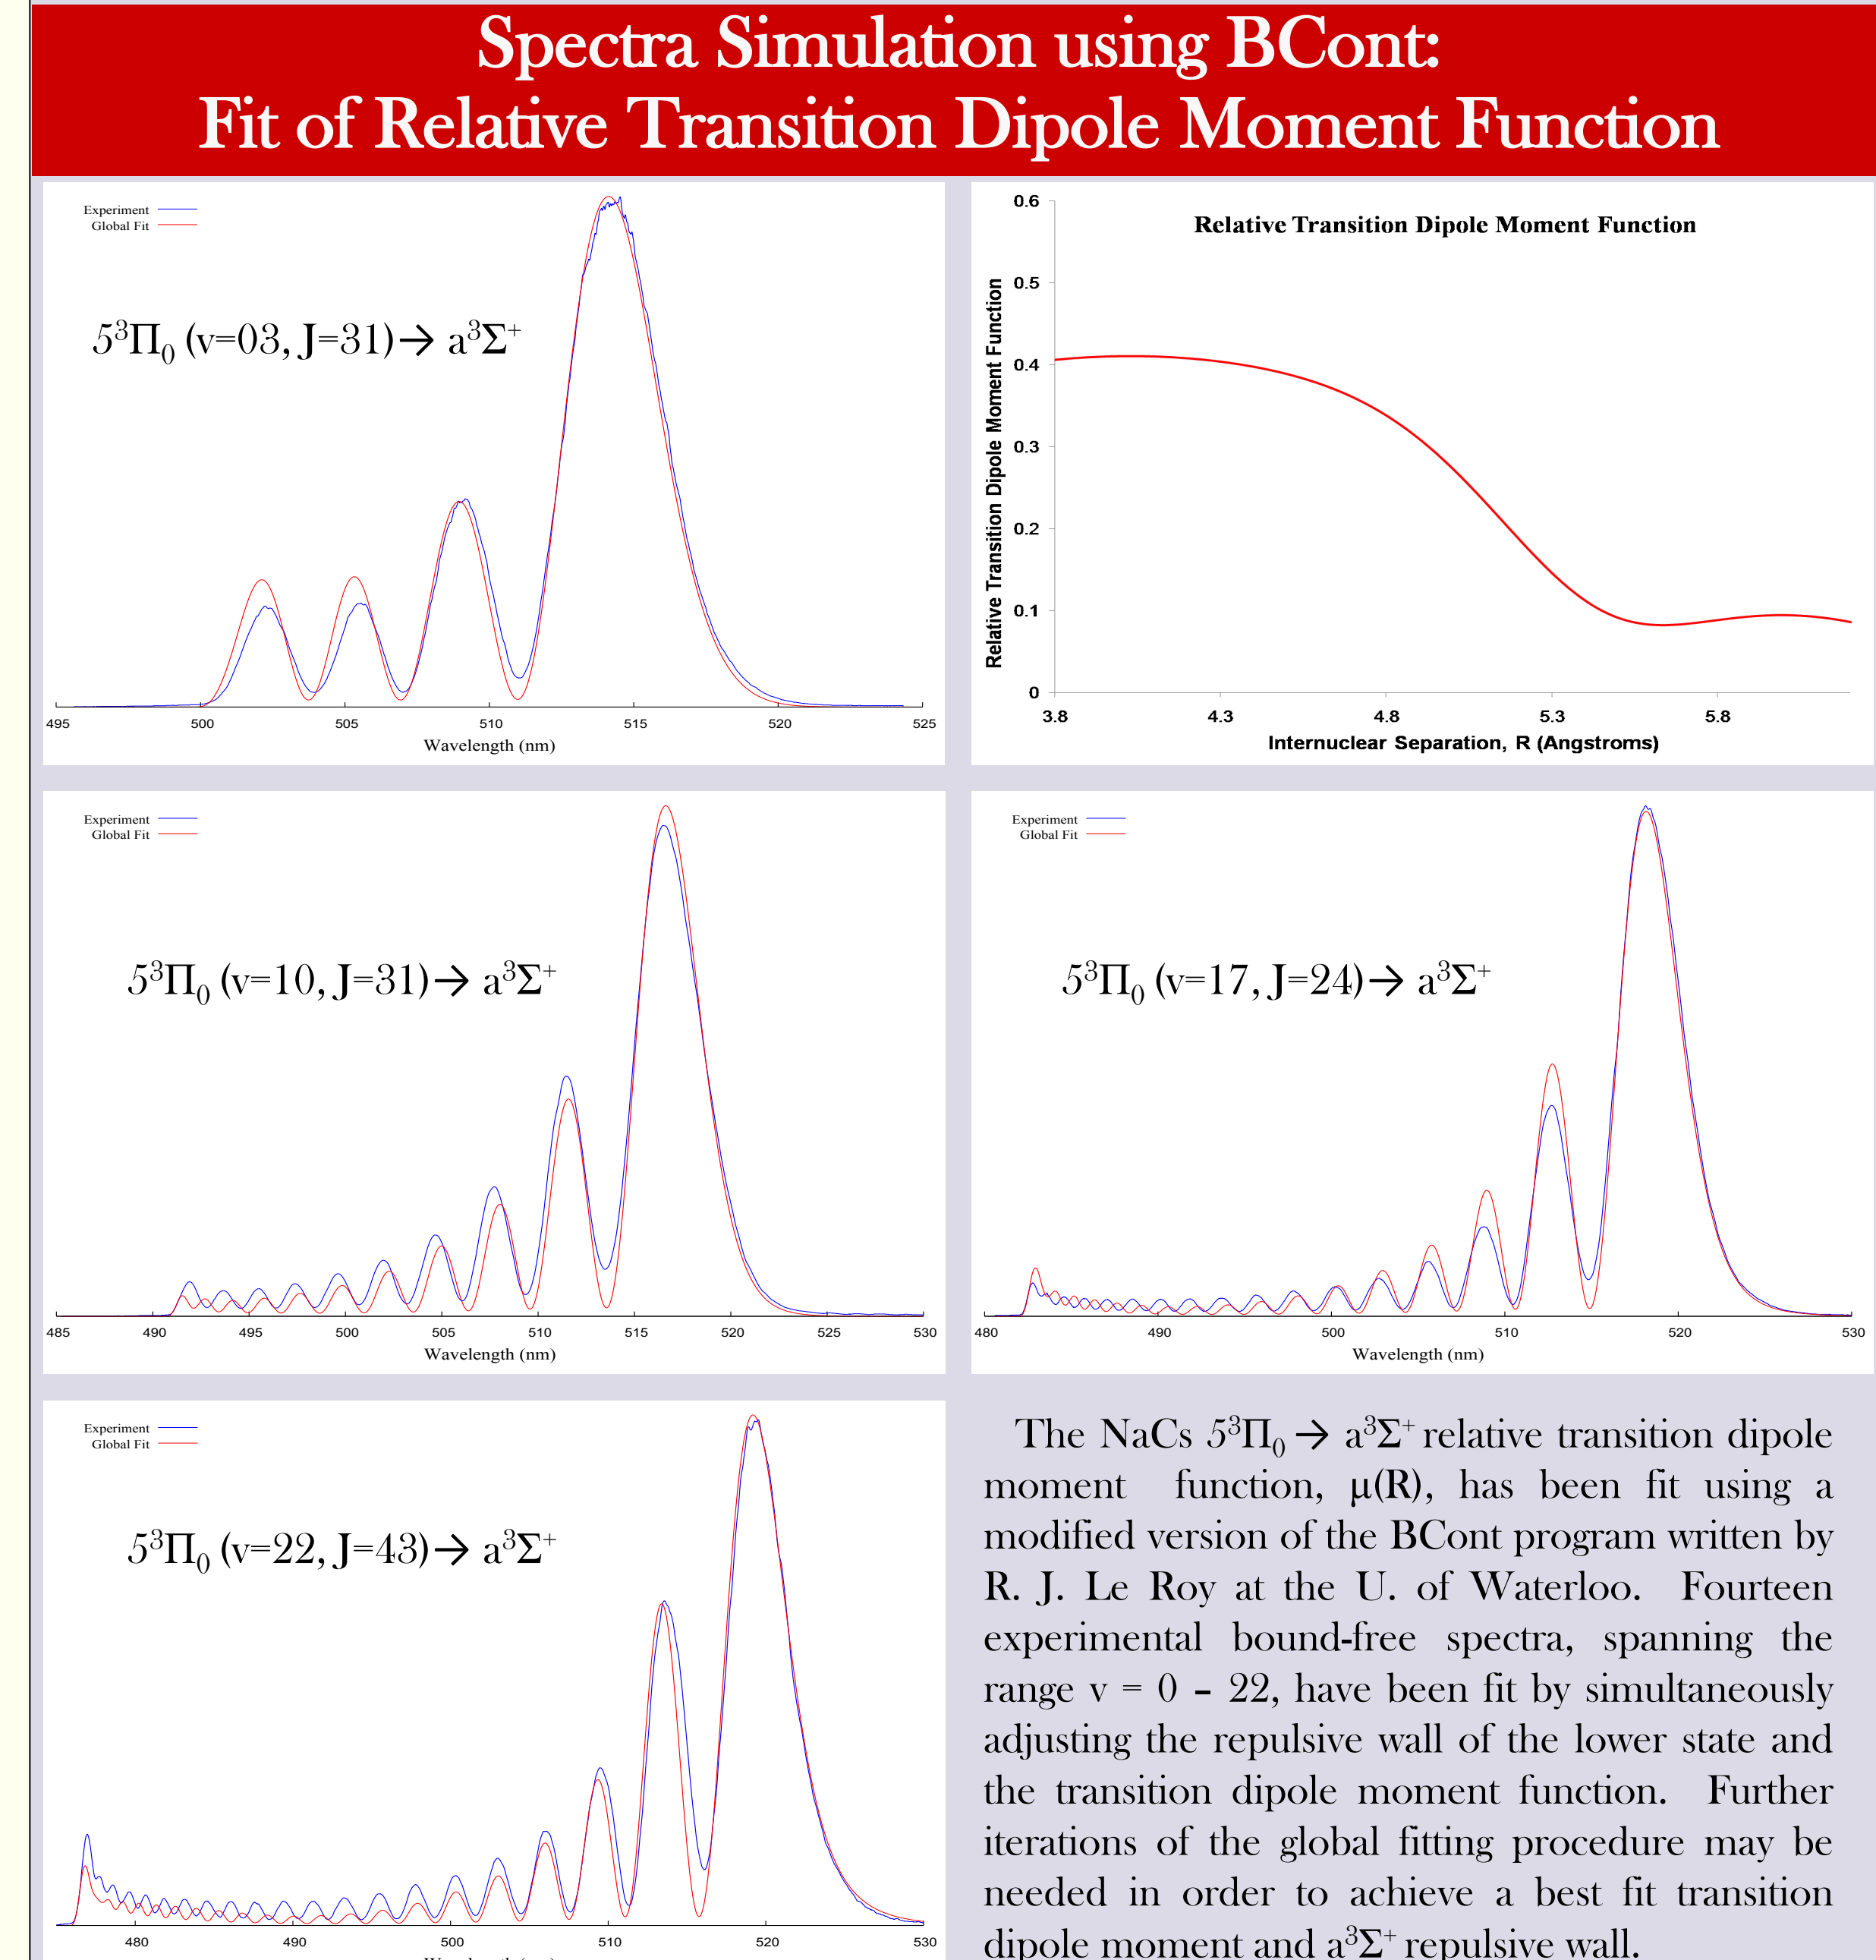 Spectra Simulation using BCont:
Fit of Relative Transition Dipole Moment Function
Experiment
Global Fit
5³Π₀ (v=03, J=31)→ a³Σ⁺
495 500 505 510 515 520 525
Wavelength (nm)
Relative Transition Dipole Moment Function
Relative Transition Dipole Moment Function
0.6
0.5
0.4
0.3
0.2
0.1
0
3.8 4.3 4.8 5.3 5.8
Internuclear Separation, R (Angstroms)
Experiment
Global Fit
5³Π₀ (v=10, J=31)→ a³Σ⁺
485 490 495 500 505 510 515 520 525 530
Wavelength (nm)
Experiment
Global Fit
5³Π₀ (v=17, J=24)→ a³Σ⁺
480 490 500 510 520 530
Wavelength (nm)
Experiment
Global Fit
5³Π₀ (v=22, J=43)→ a³Σ⁺
480 490 500 510 520 530
The NaCs 5³Π₀ → a³Σ⁺ relative transition dipole
moment function, μ(R), has been fit using a
modified version of the BCont program written by
R. J. Le Roy at the U. of Waterloo. Fourteen
experimental bound-free spectra, spanning the
range v = 0 – 22, have been fit by simultaneously
adjusting the repulsive wall of the lower state and
the transition dipole moment function. Further
iterations of the global fitting procedure may be
needed in order to achieve a best fit transition
dipole moment and a³Σ⁺ repulsive wall.